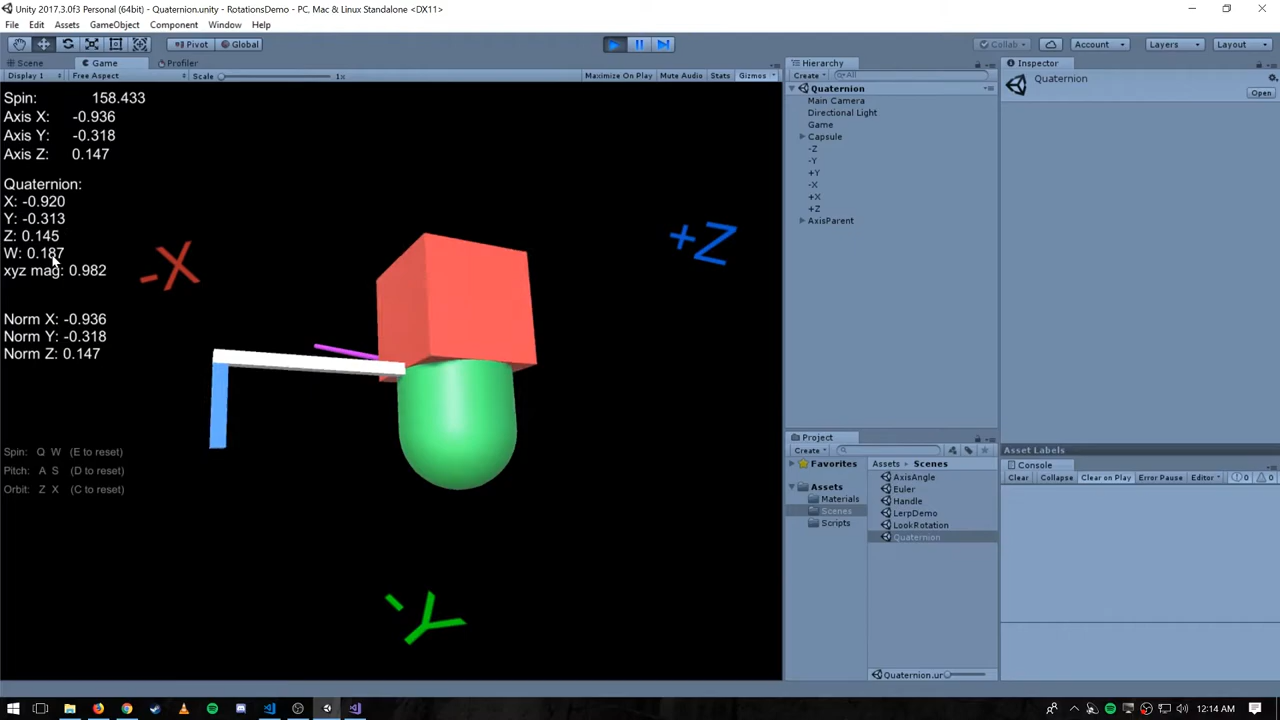 Unity 2017.3.0f3 Personal (64bit) - Quaternion.unity - RotationsDemo - PC, Mac & Linux Standalone <DX11>
File Edit Assets GameObject Component Window Help
Pivot Global Collab Account Layers Layout
Scene Game Profiler
Display 1 Free Aspect Scale 1x Maximize On Play Mute Audio Stats Gizmos
Spin: 158.433
Axis X: -0.936
Axis Y: -0.318
Axis Z: 0.147
Quaternion:
X: -0.920
Y: -0.313
Z: 0.145
W: 0.187
xyz mag: 0.982
Norm X: -0.936
Norm Y: -0.318
Norm Z: 0.147
Spin: Q W (E to reset)
Pitch: A S (D to reset)
Orbit: Z X (C to reset)
-X
+Z
-Y
Hierarchy
Create All
Quaternion
Main Camera
Directional Light
Game
Capsule
-Z
-Y
+Y
-X
+X
+Z
AxisParent
Project
Create
Favorites
Assets
Materials
Scenes
Scripts
Assets Scenes
AxisAngle
Euler
Handle
LerpDemo
LookRotation
Quaternion
Quaternion.ur
Inspector
Quaternion
Open
Asset Labels
Console
Clear Collapse Clear on Play Error Pause Editor 0 0
12:14 AM